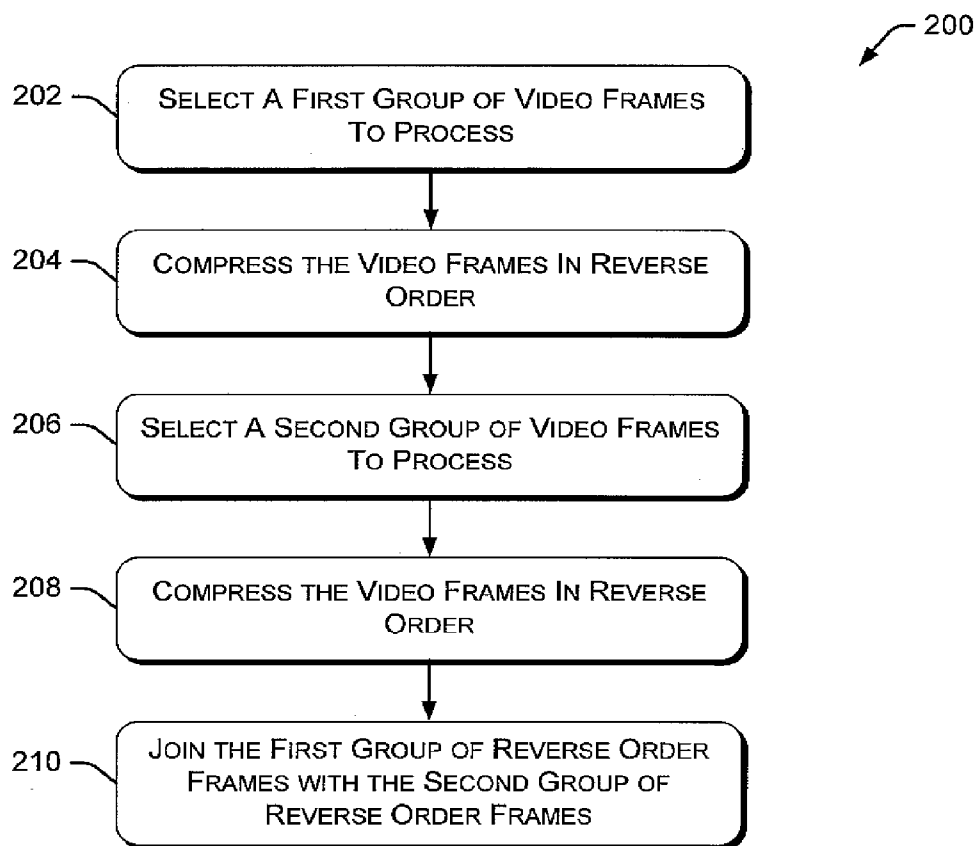 200
202
SELECT A FIRST GROUP OF VIDEO FRAMES
TO PROCESS
204
COMPRESS THE VIDEO FRAMES IN REVERSE
ORDER
206
SELECT A SECOND GROUP OF VIDEO FRAMES
TO PROCESS
208
COMPRESS THE VIDEO FRAMES IN REVERSE
ORDER
210
JOIN THE FIRST GROUP OF REVERSE ORDER
FRAMES WITH THE SECOND GROUP OF
REVERSE ORDER FRAMES